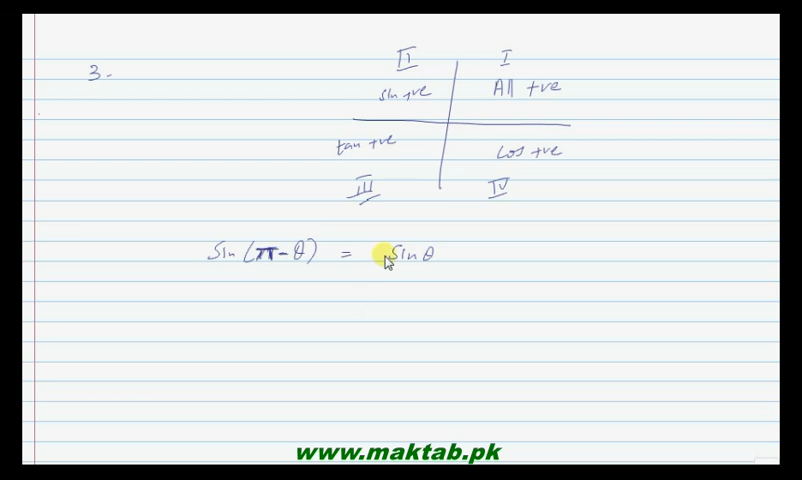 3.
II I
sin +ve All +ve
tan +ve Cos +ve
III IV
Sin (π-θ) = Sin θ
www.maktab.pk